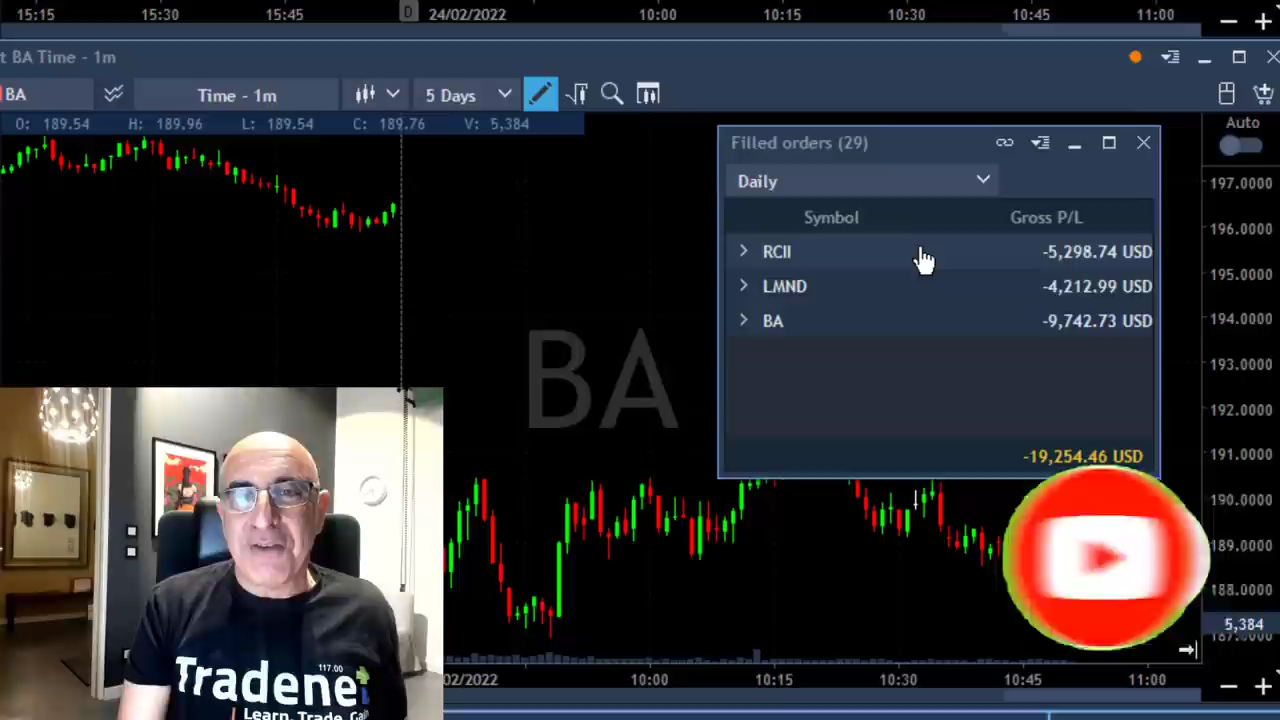 15:15 15:30 15:45 D 24/02/2022 10:00 10:15 10:30 10:45 11:00
t BA Time - 1m
BA Time - 1m 5 Days
O: 189.54 H: 189.96 L: 189.54 C: 189.76 V: 5,384
Auto
Filled orders (29)
Daily
Symbol Gross P/L
RCII -5,298.74 USD
LMND -4,212.99 USD
BA -9,742.73 USD
-19,254.46 USD
BA
197.0000
196.0000
195.0000
194.0000
193.0000
192.0000
191.0000
190.0000
189.0000
188.0000
5,384
117.00
Tradene
Learn. Trade. Ga
02/2022 10:00 10:15 10:30 10:45 11:00